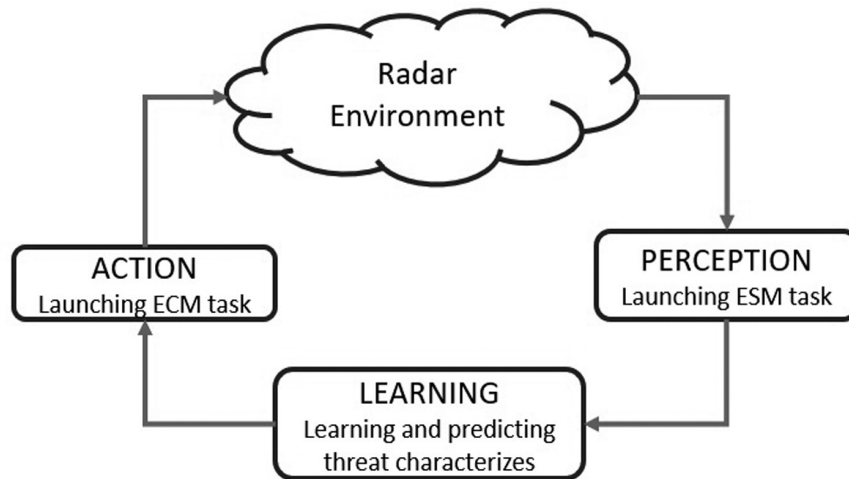 Radar
Environment
ACTION
Launching ECM task
PERCEPTION
Launching ESM task
LEARNING
Learning and predicting
threat characterizes